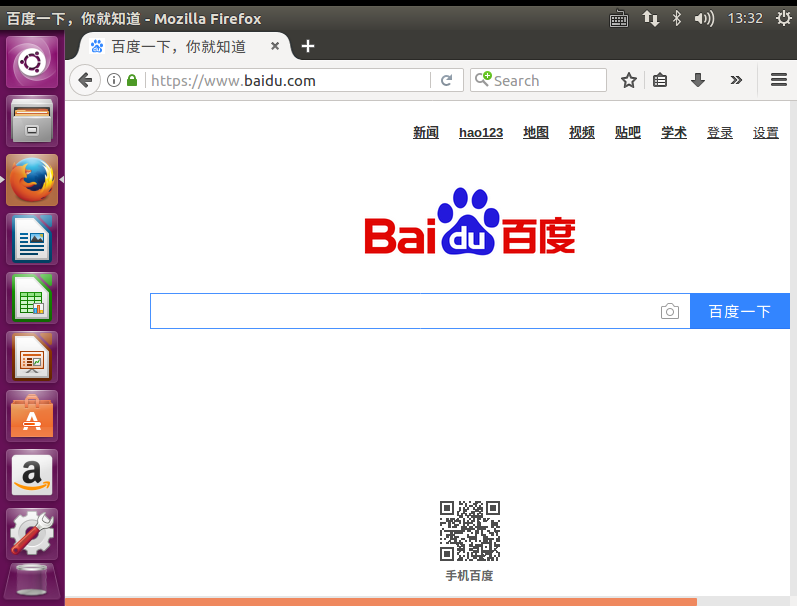 百度一下，你就知道 - Mozilla Firefox
13:32
百度一下，你就知道
https://www.baidu.com
Search
新闻 hao123 地图 视频 贴吧 学术 登录 设置
Bai du 百度
百度一下
a
手机百度